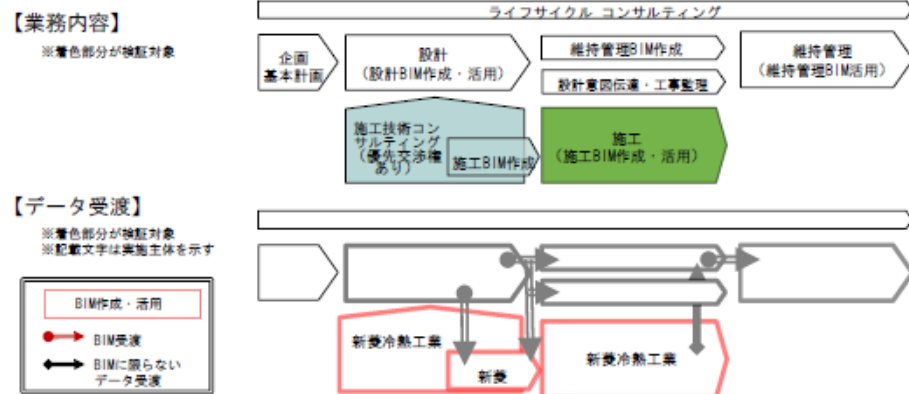 ライフサイクル コンサルティング
【業務内容】
※着色部分が検証対象
企画
基本計画
設計
（設計BIM作成・活用）
維持管理BIM作成
設計意図伝達・工事監理
維持管理
（維持管理BIM活用）
施工技術コン
サルティング
（優先交渉権
あり）
施工BIM作成
施工
（施工BIM作成・活用）
【データ受渡】
※着色部分が検証対象
※記載文字は実施主体を示す
BIM作成・活用
BIM受渡
BIMに限らない
データ受渡
新菱冷熱工業
新菱
新菱冷熱工業